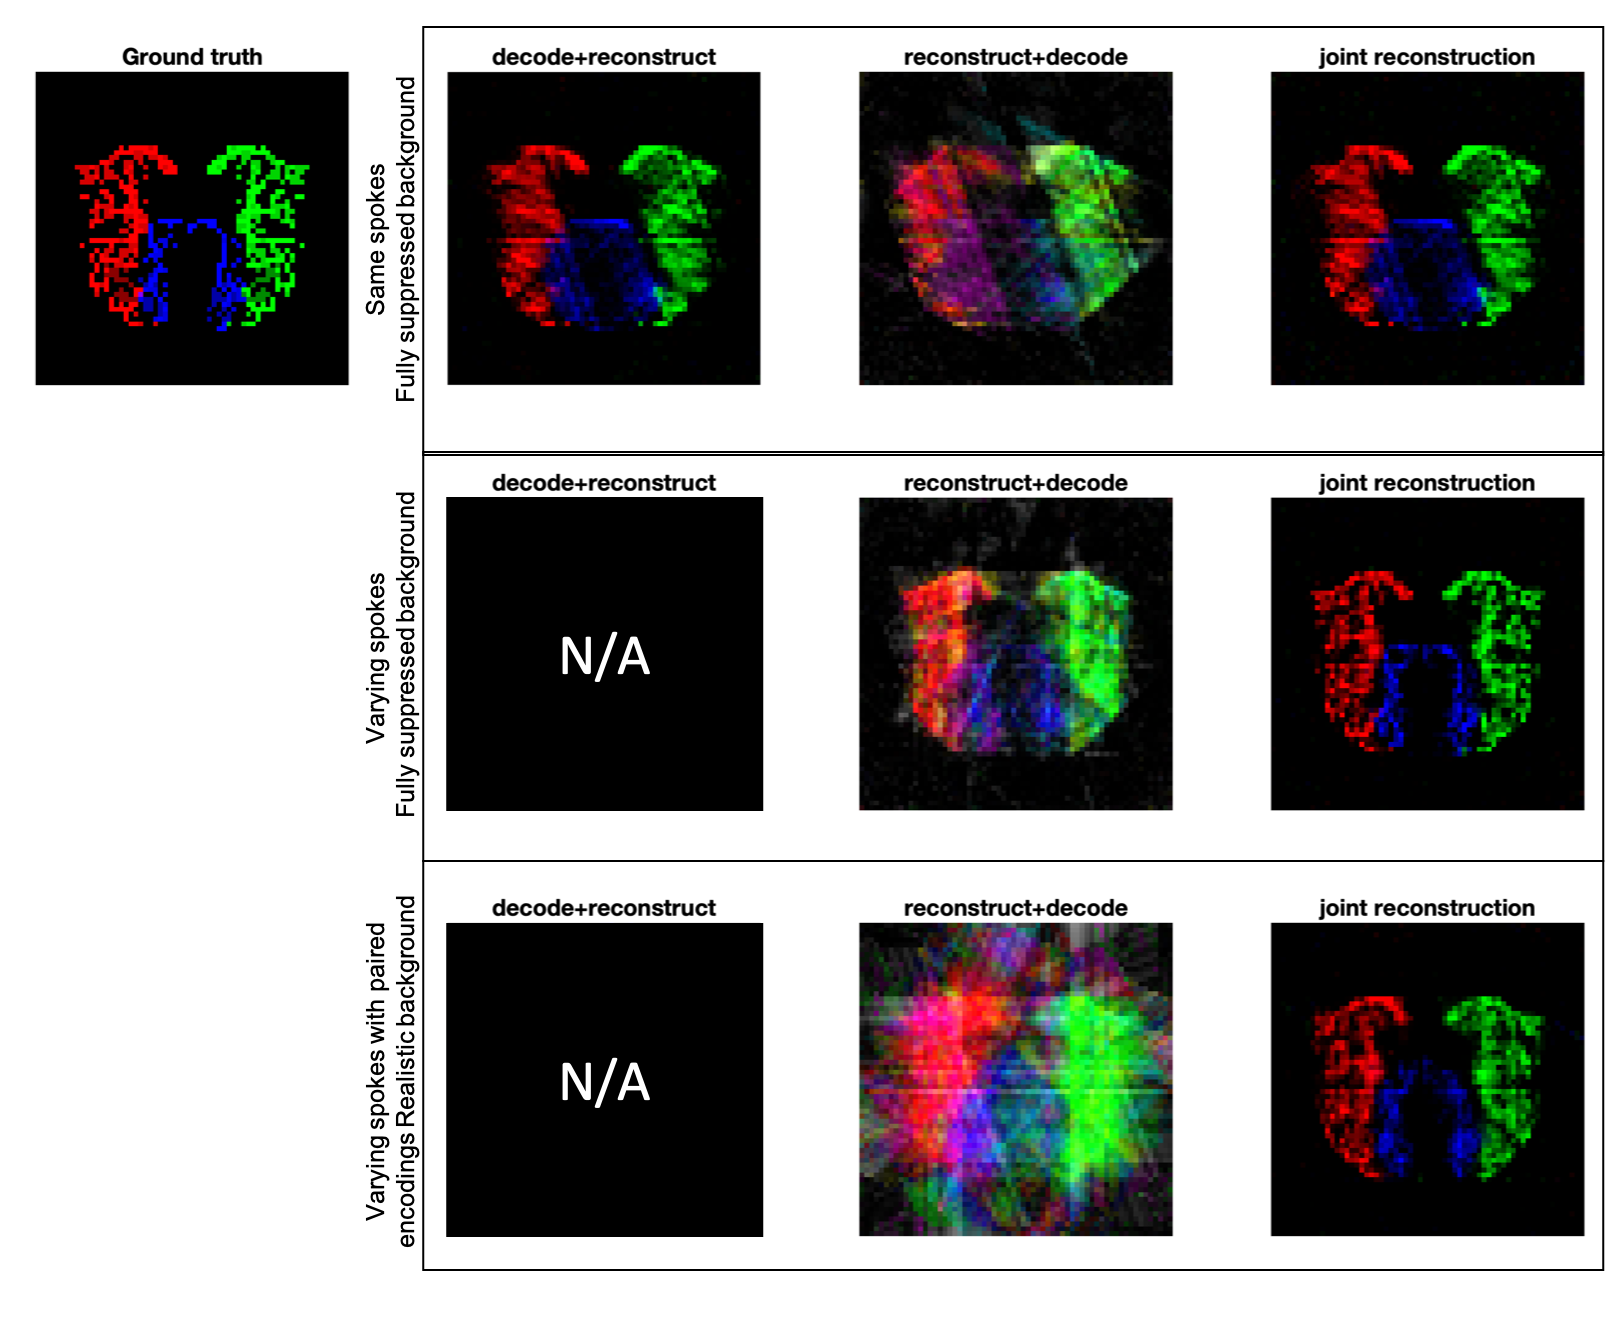 Ground truth
Same spokes
Fully suppressed background
decode+reconstruct
reconstruct+decode
joint reconstruction
Varying spokes
Fully suppressed background
decode+reconstruct
N/A
reconstruct+decode
joint reconstruction
Varying spokes with paired
encodings Realistic background
decode+reconstruct
N/A
reconstruct+decode
joint reconstruction